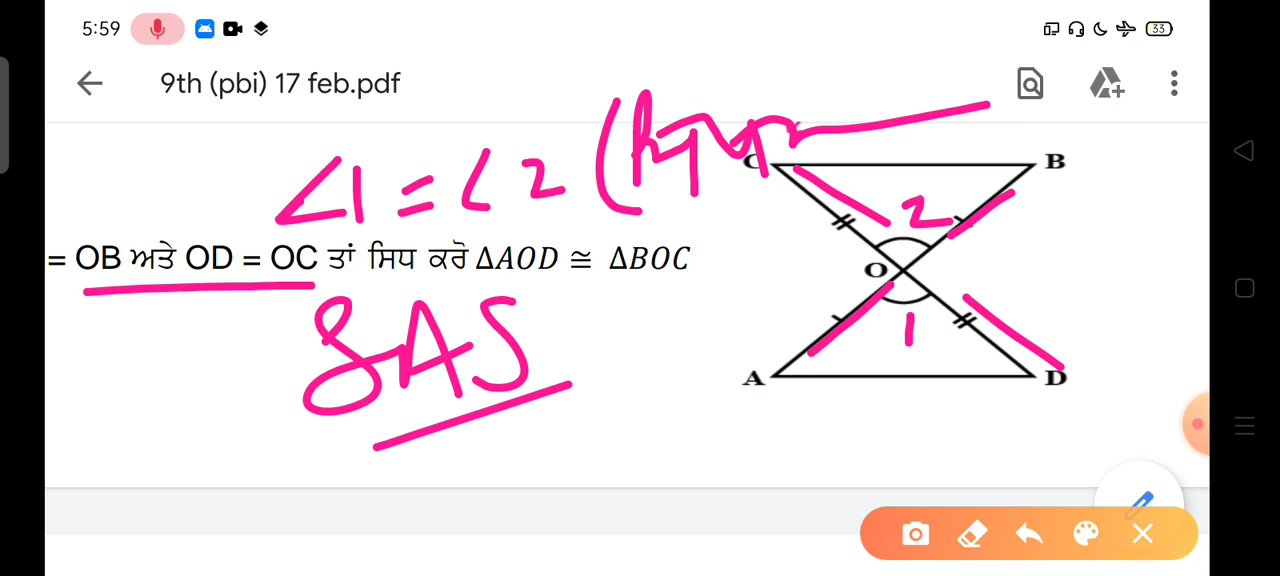 5:59
33
9th (pbi) 17 feb.pdf
∠1 = ∠2 (
= OB ਅਤੇ OD = OC ਤਾਂ ਸਿਧ ਕਰੋ ΔAOD ≅ ΔBOC
SAS
C B
2
O
1
A D